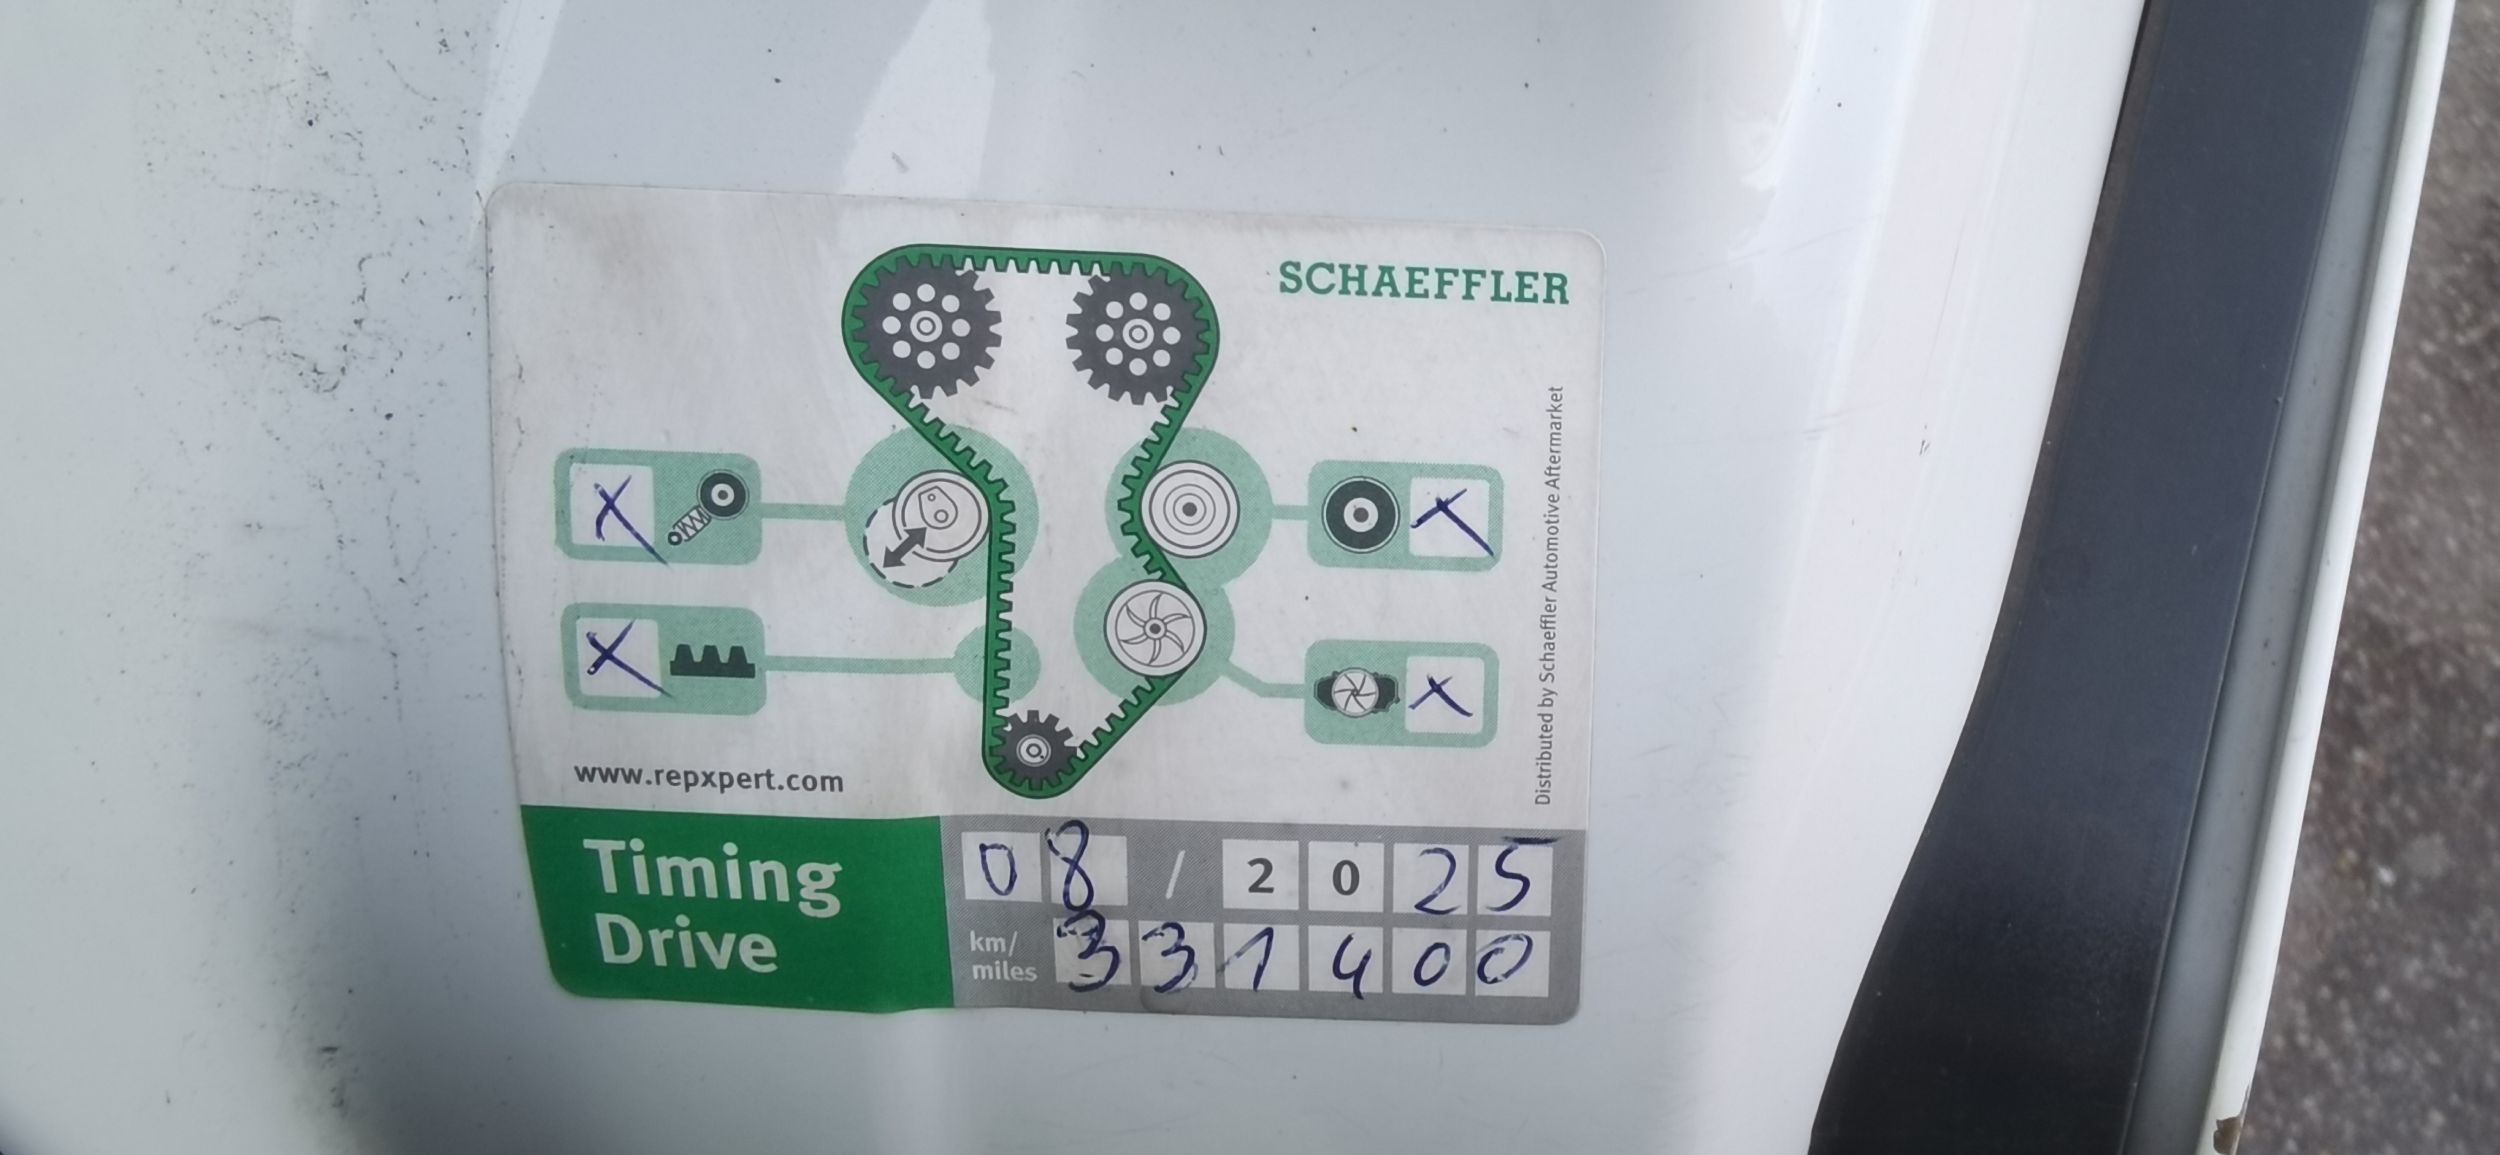 SCHAEFFLER
Distributed by Schaeffler Automotive Aftermarket
www.repxpert.com
Timing
Drive
08 / 2025
km/
miles
331400